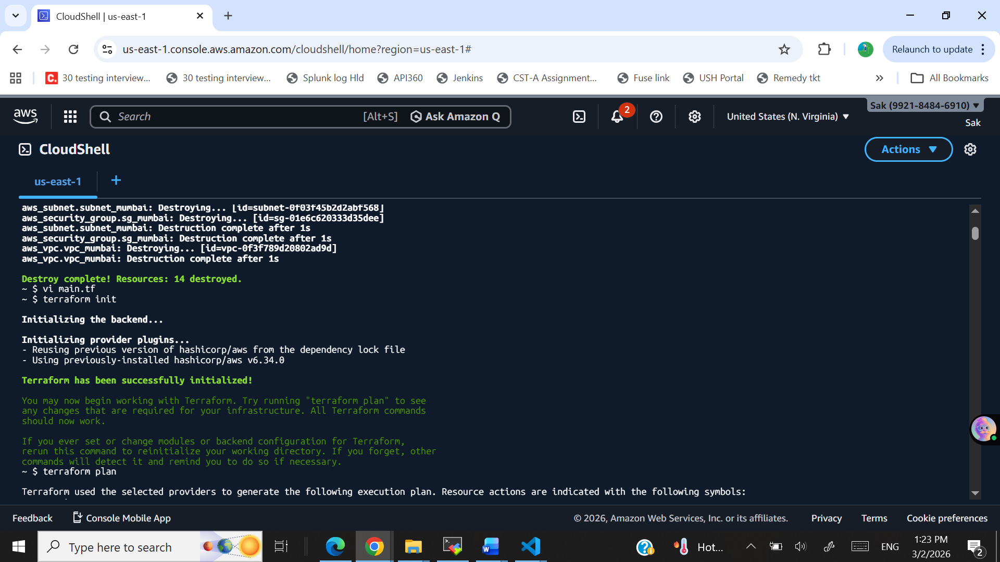 CloudShell | us-east-1
us-east-1.console.aws.amazon.com/cloudshell/home?region=us-east-1#
Relaunch to update
30 testing interview...
30 testing interview...
Splunk log Hld
API360
Jenkins
CST-A Assignment...
Fuse link
USH Portal
Remedy tkt
All Bookmarks
aws
Search
[Alt+S]
Ask Amazon Q
2
United States (N. Virginia)
Sak (9921-8484-6910)
Sak
CloudShell
Actions
us-east-1
aws_subnet.subnet_mumbai: Destroying... [id=subnet-0f03f45b2d2abf568]
aws_security_group.sg_mumbai: Destroying... [id=sg-01e6c620333d35dee]
aws_subnet.subnet_mumbai: Destruction complete after 1s
aws_security_group.sg_mumbai: Destruction complete after 1s
aws_vpc.vpc_mumbai: Destroying... [id=vpc-0f3f789d20802ad9d]
aws_vpc.vpc_mumbai: Destruction complete after 1s
Destroy complete! Resources: 14 destroyed.
~ $ vi main.tf
~ $ terraform init
Initializing the backend...
Initializing provider plugins...
- Reusing previous version of hashicorp/aws from the dependency lock file
- Using previously-installed hashicorp/aws v6.34.0
Terraform has been successfully initialized!
You may now begin working with Terraform. Try running "terraform plan" to see
any changes that are required for your infrastructure. All Terraform commands
should now work.
If you ever set or change modules or backend configuration for Terraform,
rerun this command to reinitialize your working directory. If you forget, other
commands will detect it and remind you to do so if necessary.
~ $ terraform plan
Terraform used the selected providers to generate the following execution plan. Resource actions are indicated with the following symbols:
Feedback
Console Mobile App
© 2026, Amazon Web Services, Inc. or its affiliates.
Privacy
Terms
Cookie preferences
Type here to search
Hot...
ENG
1:23 PM
3/2/2026
2